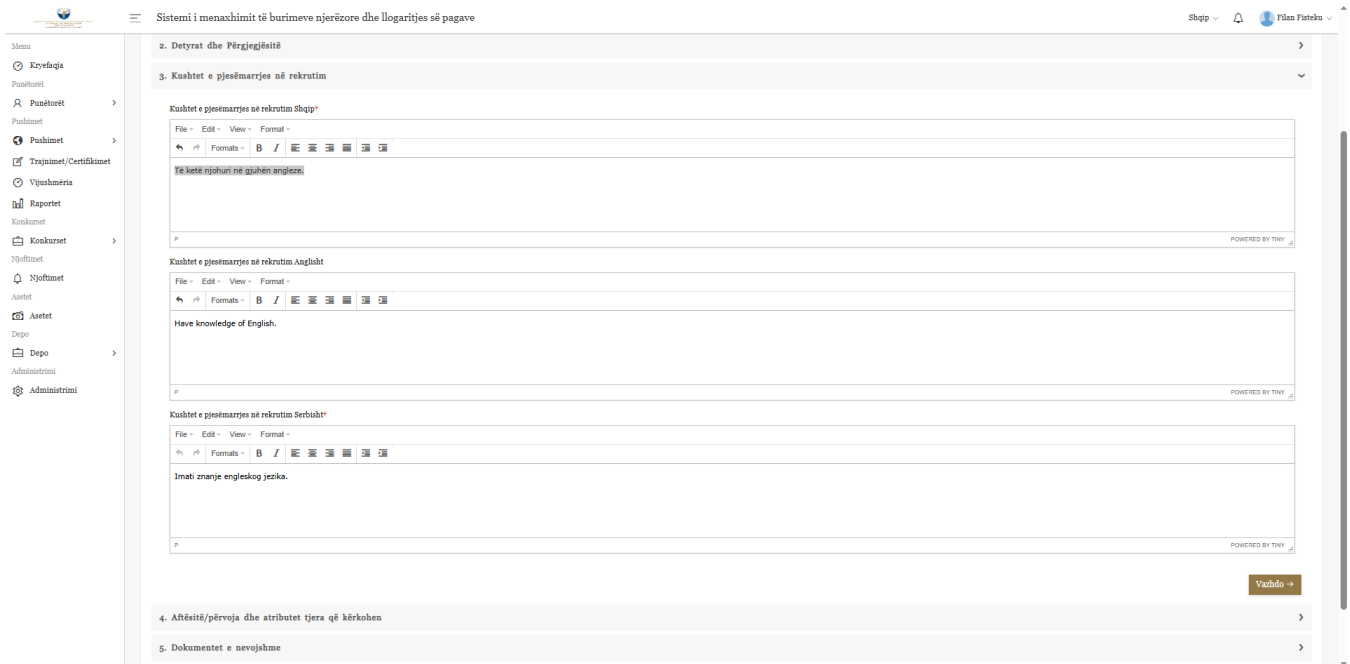 Sistemi i menaxhimit të burimeve njerëzore dhe llogaritjes së pagave
Shqip
Filan Fisteku
Menu
Kryefaqja
Punëtorët
Punëtorët
Pushimet
Pushimet
Trajnimet/Certifikimet
Vijushmëria
Raportet
Konkurset
Konkurset
Njoftimet
Njoftimet
Asetet
Asetet
Depo
Depo
Administrimi
Administrimi
2. Detyrat dhe Përgjegjësitë
3. Kushtet e pjesëmarrjes në rekrutim
Kushtet e pjesëmarrjes në rekrutim Shqip*
File Edit View Format
Formats B I
Të ketë njohuri në gjuhën angleze.
P
POWERED BY TINY
Kushtet e pjesëmarrjes në rekrutim Anglisht
File Edit View Format
Formats B I
Have knowledge of English.
P
POWERED BY TINY
Kushtet e pjesëmarrjes në rekrutim Serbisht*
File Edit View Format
Formats B I
Imati znanje engleskog jezika.
P
POWERED BY TINY
Vazhdo →
4. Aftësitë/përvoja dhe atributet tjera që kërkohen
5. Dokumentet e nevojshme